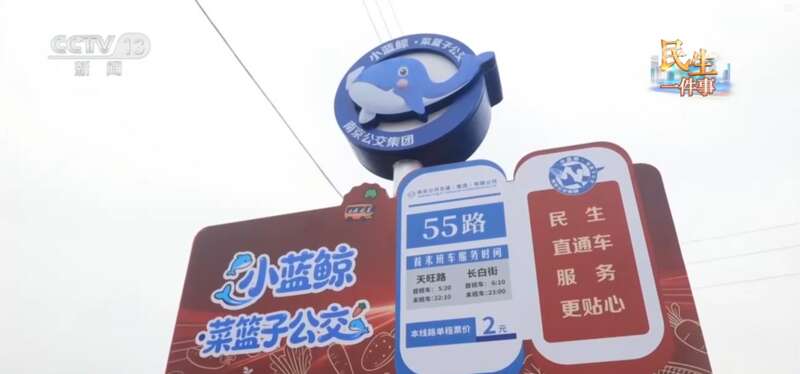 CCTV 13
新闻
民生
一件事
小蓝鲸·菜篮子公交
南京公交集团
55路
首末班车服务时间
天旺路 长白街
首班车: 5:20 首班车: 6:10
末班车: 22:10 末班车: 23:00
本线路单程票价 2元
民生
直通车
服务
更贴心
小蓝鲸
·菜篮子公交